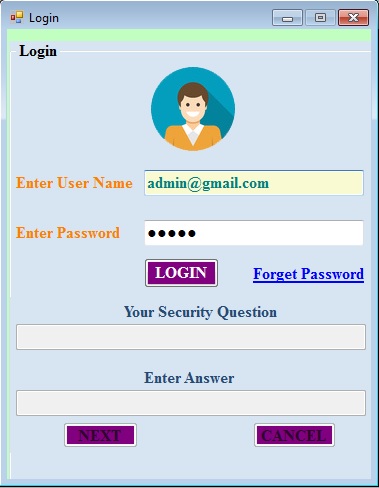 Login
Login
Enter User Name admin@gmail.com
Enter Password ●●●●●
LOGIN Forget Password
Your Security Question
Enter Answer
NEXT CANCEL